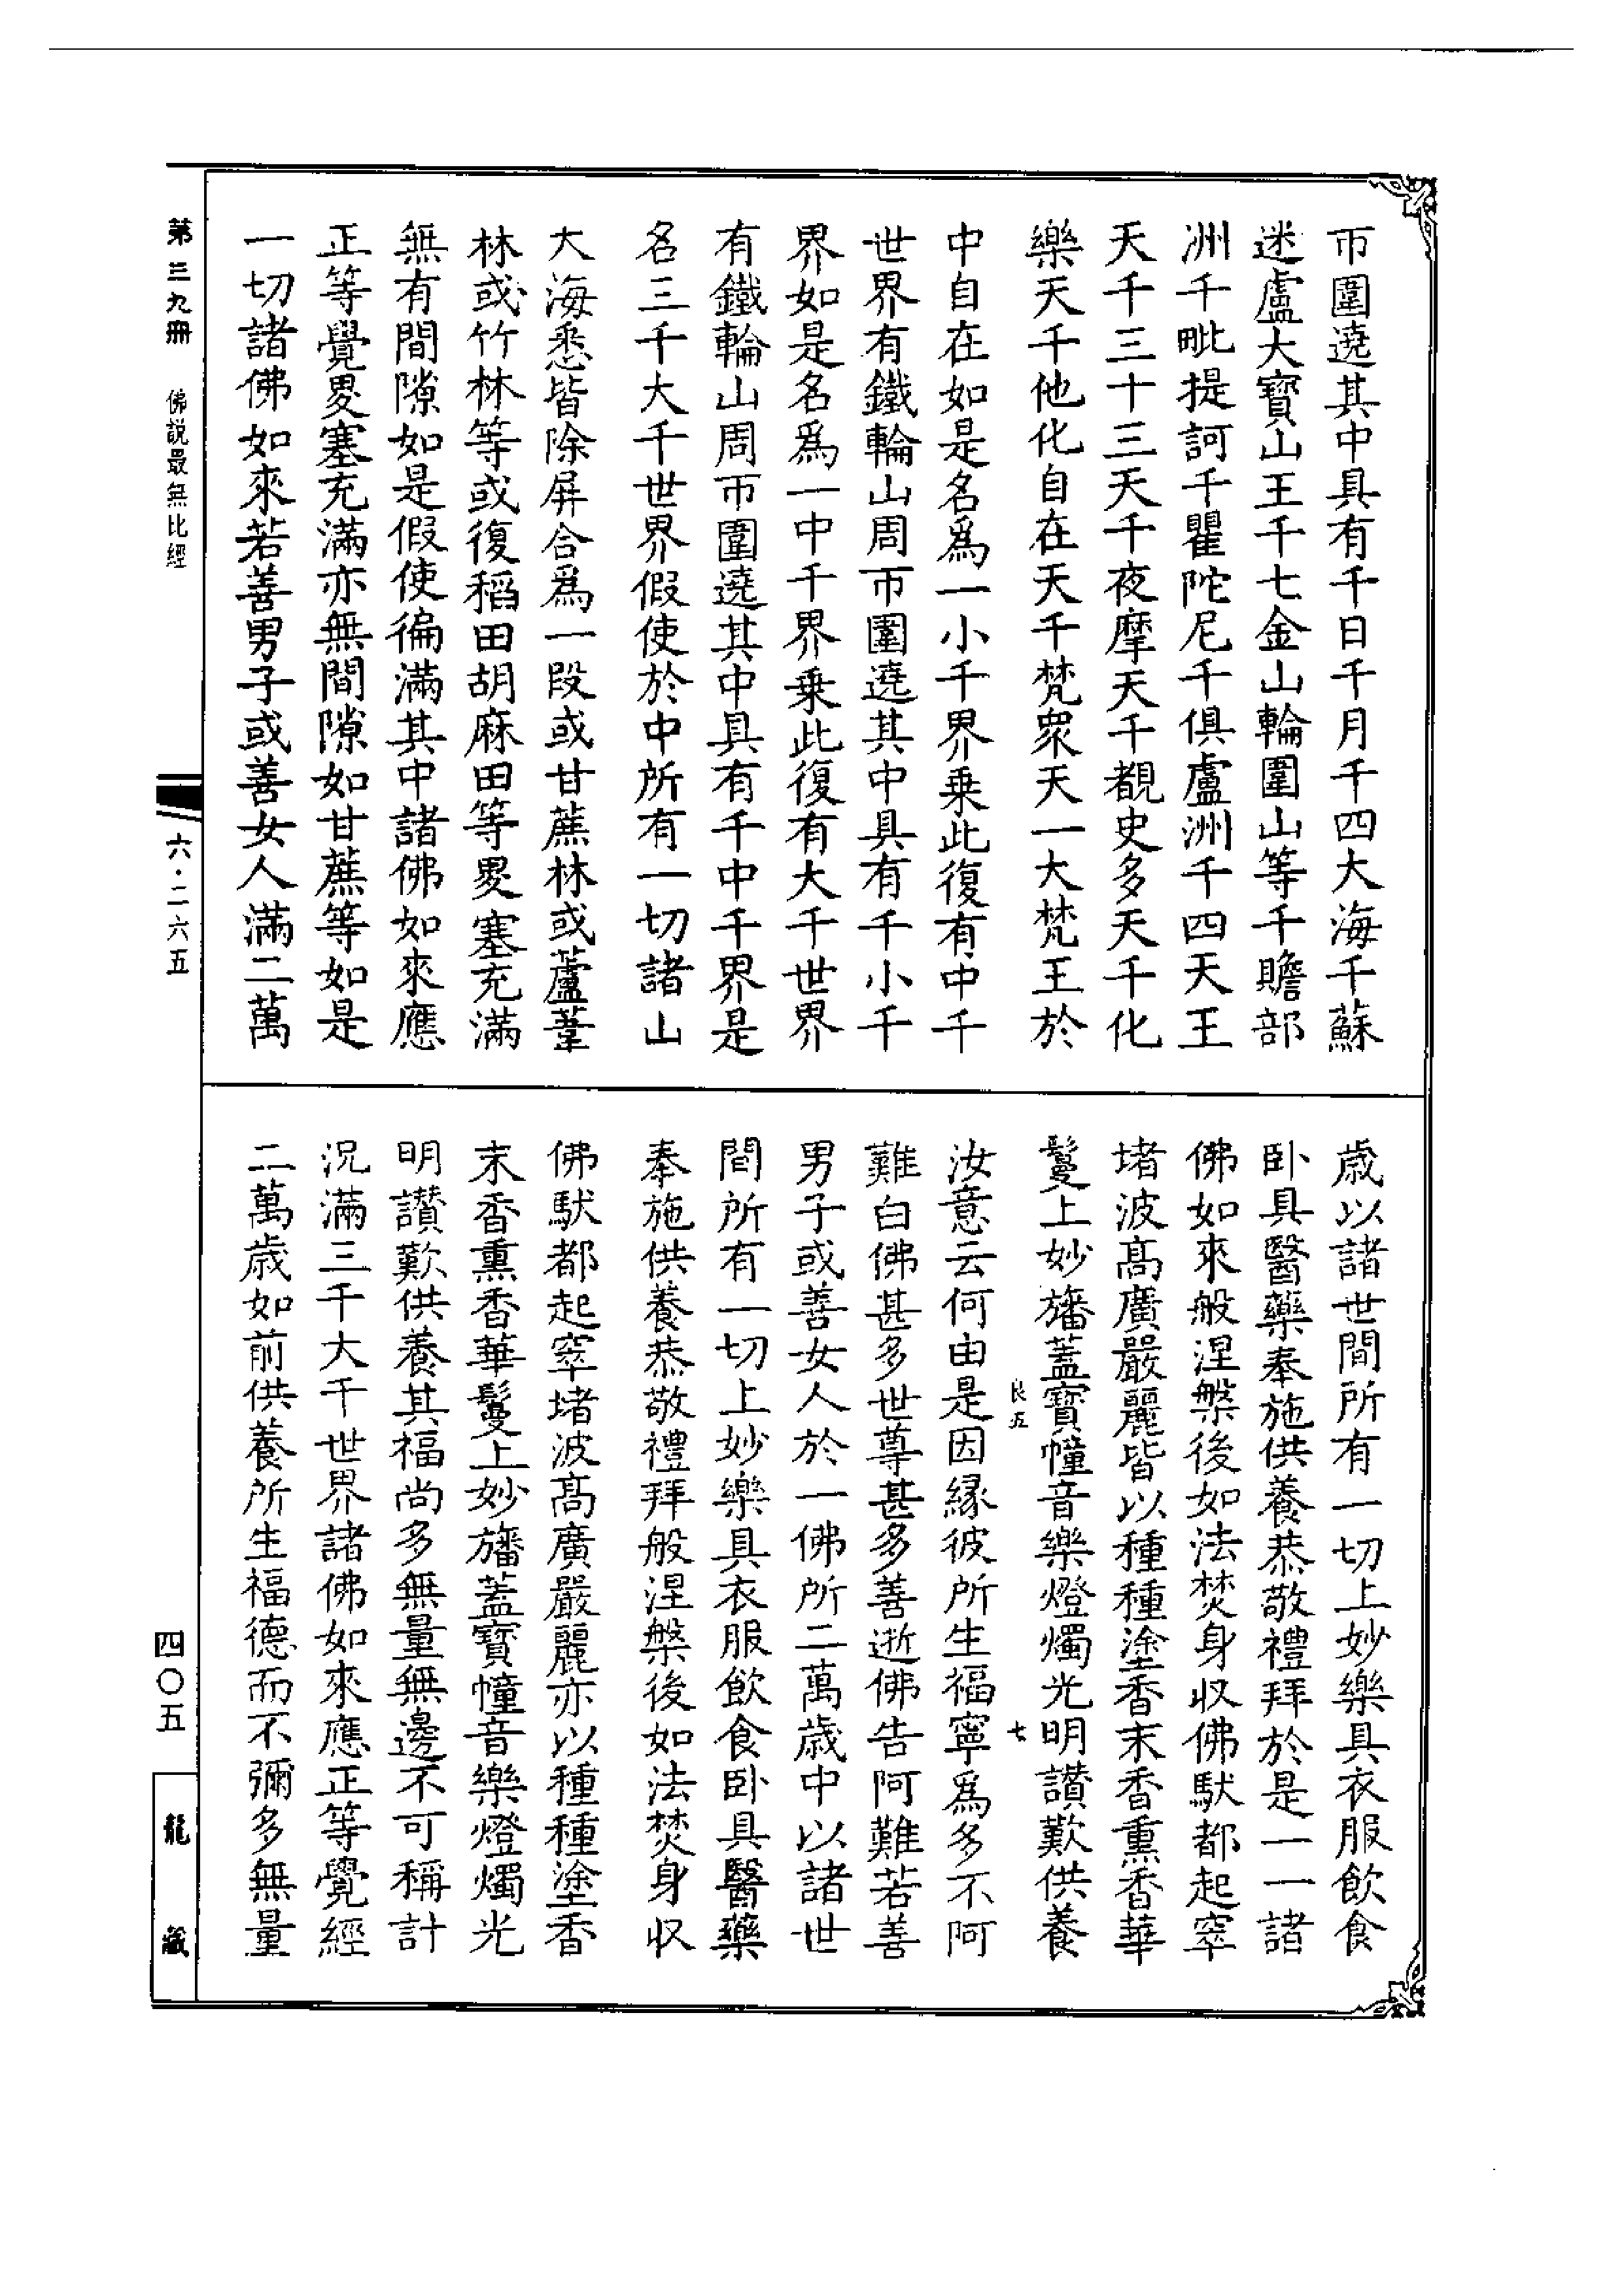 帀圍遶其中具有千日千月千四大海千蘇
迷盧大寶山王千七金山輪圍山等千贍部
洲千毗提訶千瞿陀尼千俱盧洲千四天王
天千三十三天千夜摩天千覩史多天千化
樂天千他化自在天千梵眾天一大梵王於
中自在如是名為一小千界乗此復有中千
世界有鐵輪山周帀圍遶其中具有千小千
界如是名為一中千界乗此復有大千世界
有鐵輪山周帀圍遶其中具有千中千界是
名三千大千世界假使於中所有一切諸山
大海悉皆除屏合為一段或甘蔗林或蘆葦
林或竹林等或復稻田胡麻田等畟塞充滿
無有間隙如是假使徧滿其中諸佛如來應
正等覺畟塞充滿亦無間隙如甘蔗等如是
一切諸佛如來若善男子或善女人滿二萬
歲以諸世間所有一切上妙樂具衣服飲食
臥具醫藥奉施供養恭敬禮拜於是一一諸
佛如來般涅槃後如法焚身収佛馱都起窣
堵波高廣嚴麗皆以種種塗香末香熏香華
鬘上妙旛蓋寶幢音樂燈燭光明讚歎供養
良五 七
汝意云何由是因緣彼所生福寧為多不阿
難白佛甚多世尊甚多善逝佛告阿難若善
男子或善女人於一佛所二萬歲中以諸世
間所有一切上妙樂具衣服飲食臥具醫藥
奉施供養恭敬禮拜般涅槃後如法焚身収
佛馱都起窣堵波高廣嚴麗亦以種種塗香
末香熏香華鬘上妙旛蓋寶幢音樂燈燭光
明讚歎供養其福尚多無量無邊不可稱計
況滿三千大千世界諸佛如來應正等覺經
二萬歲如前供養所生福德而不彌多無量
第三九冊 佛説最無比經
六·二六五
四〇五
龍藏